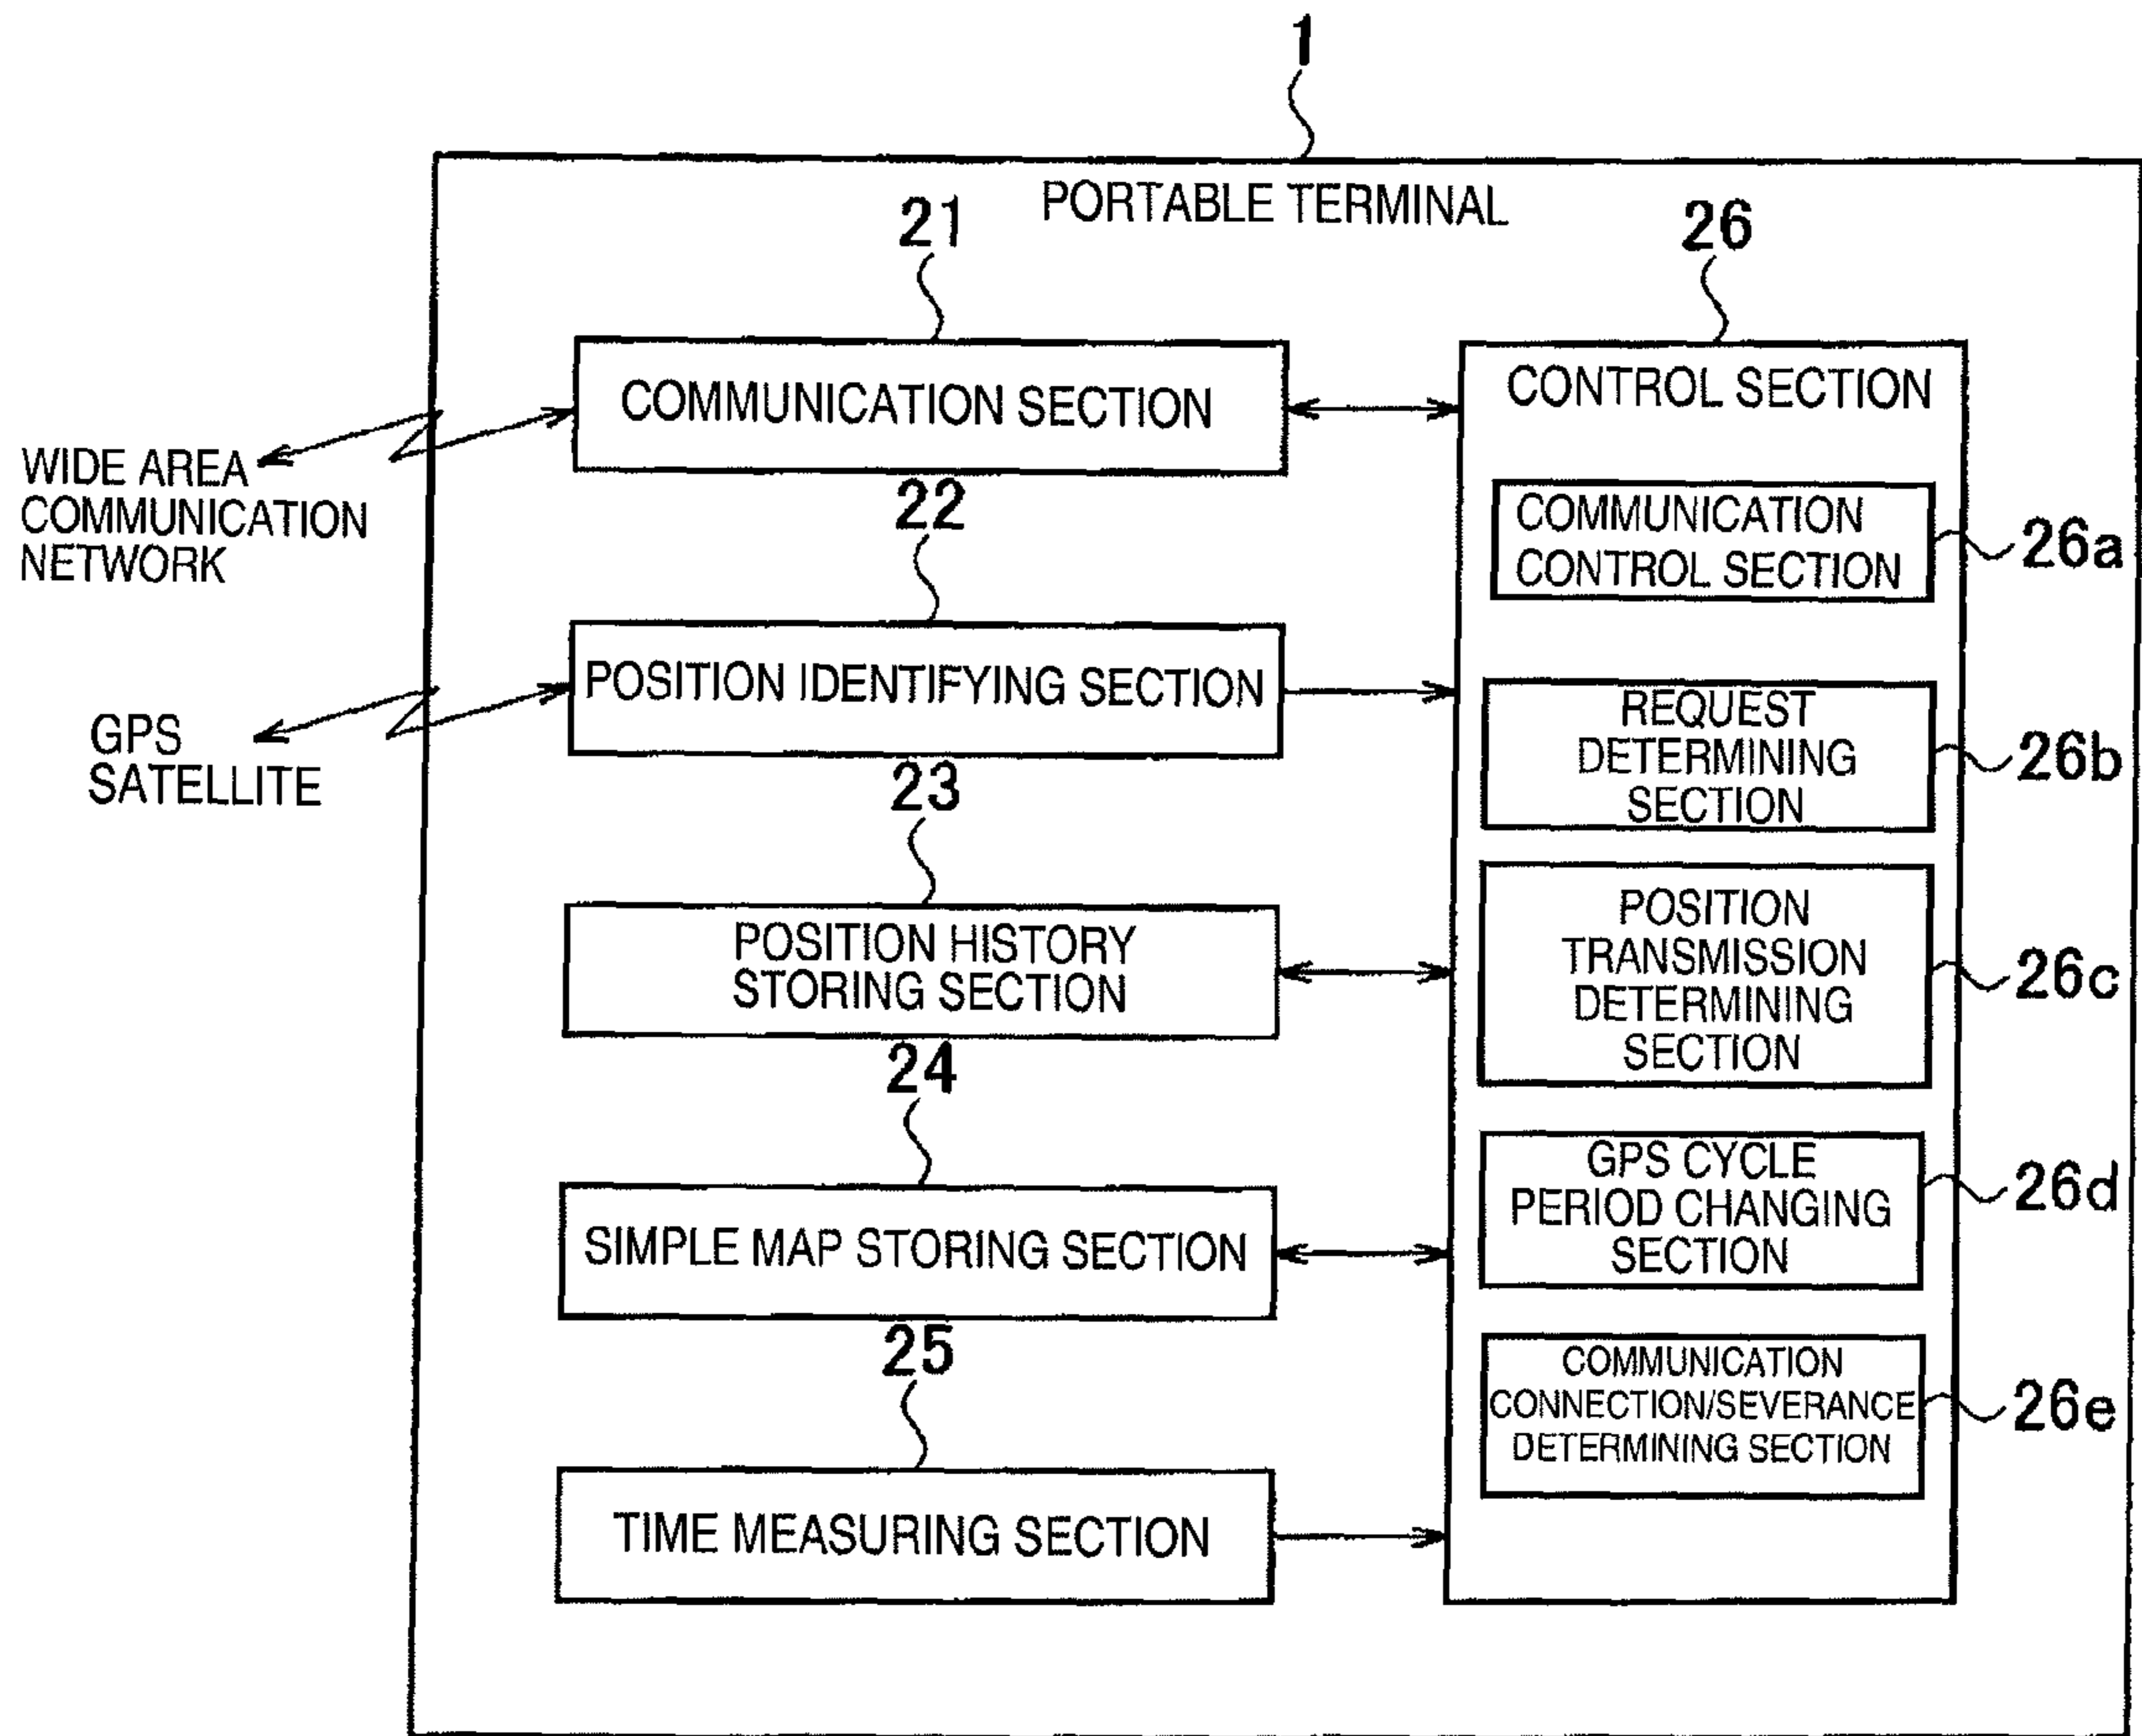 1
PORTABLE TERMINAL
21
26
COMMUNICATION SECTION
CONTROL SECTION
WIDE AREA
COMMUNICATION
NETWORK
22
COMMUNICATION
CONTROL SECTION
26a
POSITION IDENTIFYING SECTION
GPS
SATELLITE
REQUEST
DETERMINING
SECTION
26b
23
POSITION HISTORY
STORING SECTION
POSITION
TRANSMISSION
DETERMINING
SECTION
26c
24
SIMPLE MAP STORING SECTION
GPS CYCLE
PERIOD CHANGING
SECTION
26d
25
COMMUNICATION
CONNECTION/SEVERANCE
DETERMINING SECTION
26e
TIME MEASURING SECTION